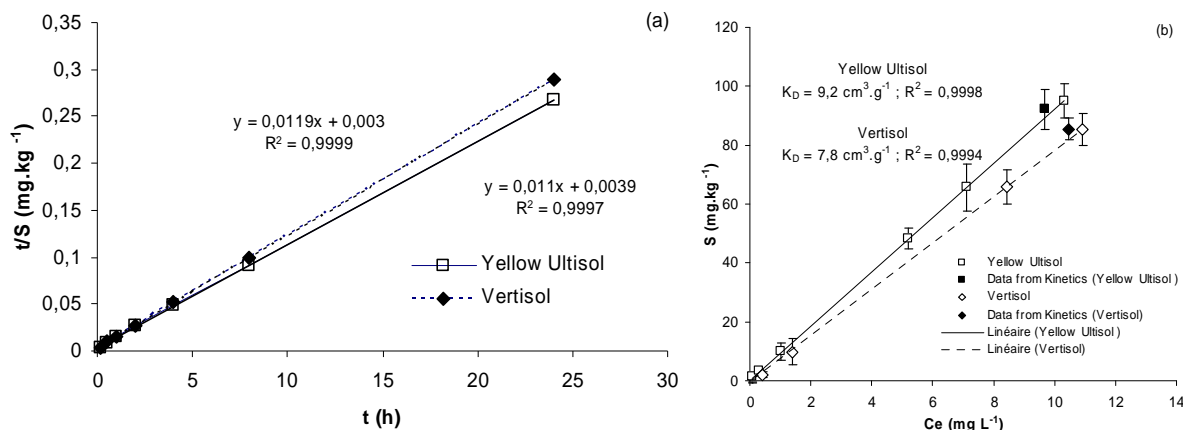 (a)
0,35
0,3
0,25
0,2
0,15
0,1
0,05
0
t/S (mg.kg -1)
y = 0,0119x + 0,003
R2 = 0,9999
y = 0,011x + 0,0039
R2 = 0,9997
Yellow Ultisol
Vertisol
0 5 10 15 20 25 30
t (h)
(b)
120
100
80
60
40
20
0
S (mg.kg-1)
Yellow Ultisol
KD = 9,2 cm3.g-1 ; R2 = 0,9998
Vertisol
KD = 7,8 cm3.g-1 ; R2 = 0,9994
Yellow Ultisol
Data from Kinetics (Yellow Ultisol)
Vertisol
Data from Kinetics (Vertisol)
Linéaire (Yellow Ultisol)
Linéaire (Vertisol)
0 2 4 6 8 10 12 14
Ce (mg L-1)